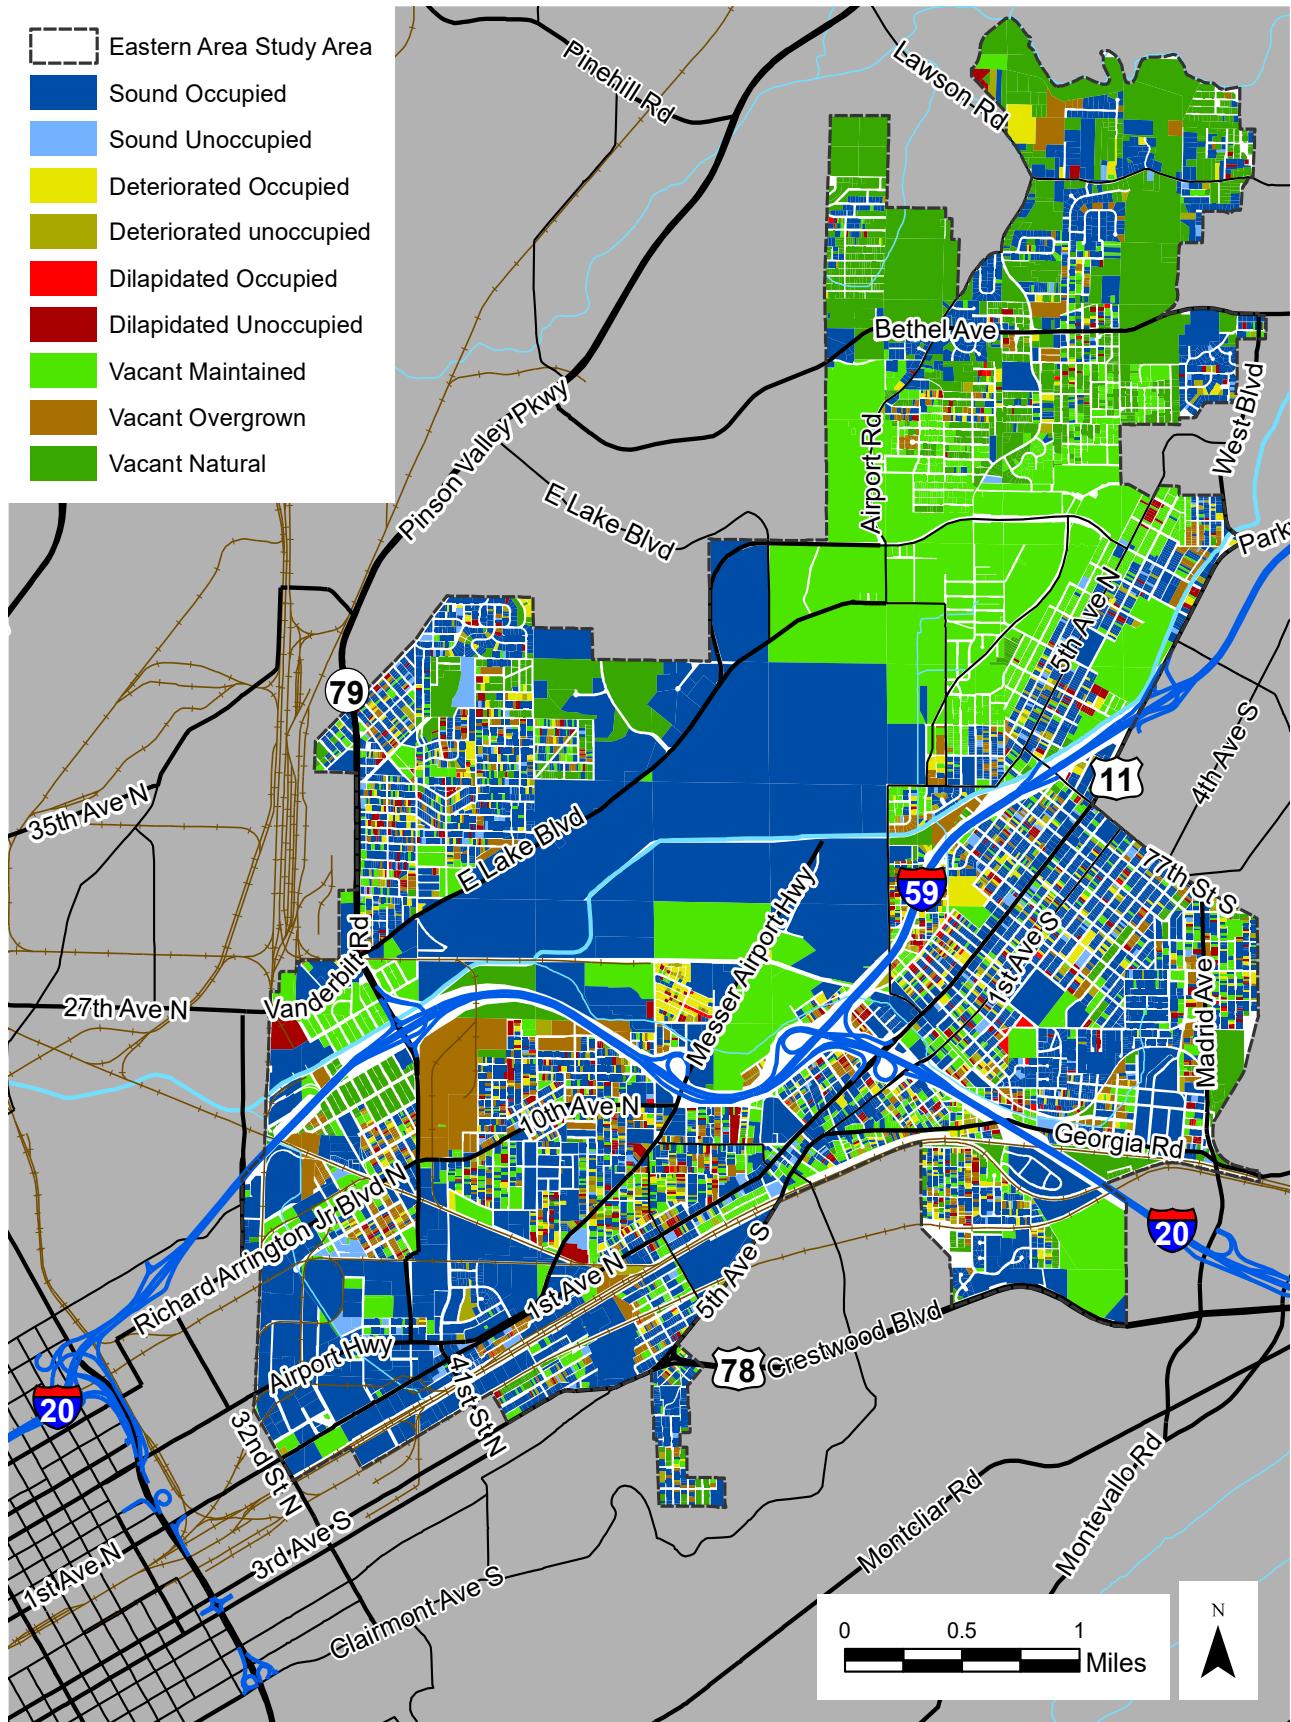 Eastern Area Study Area
Sound Occupied
Sound Unoccupied
Deteriorated Occupied
Deteriorated unoccupied
Dilapidated Occupied
Dilapidated Unoccupied
Vacant Maintained
Vacant Overgrown
Vacant Natural
Pinehill Rd
Lawson Rd
Bethel Ave
Pinson Valley Pkwy
Airport Rd
West Blvd
E Lake Blvd
Park
5th Ave N
79
4th Ave S
11
35th Ave N
E Lake Blvd
77th St S
59
Messer Airport Hwy
1st Ave S
Vanderbilt Rd
27th Ave N
Madrid Ave
10th Ave N
Georgia Rd
Richard Arrington Jr Blvd N
20
5th Ave S
1st Ave N
Crestwood Blvd
Airport Hwy
78
41st St N
20
32nd St N
3rd Ave S
Montevallo Rd
Montcliar Rd
1st Ave N
Clairmont Ave S
0 0.5 1
Miles
N